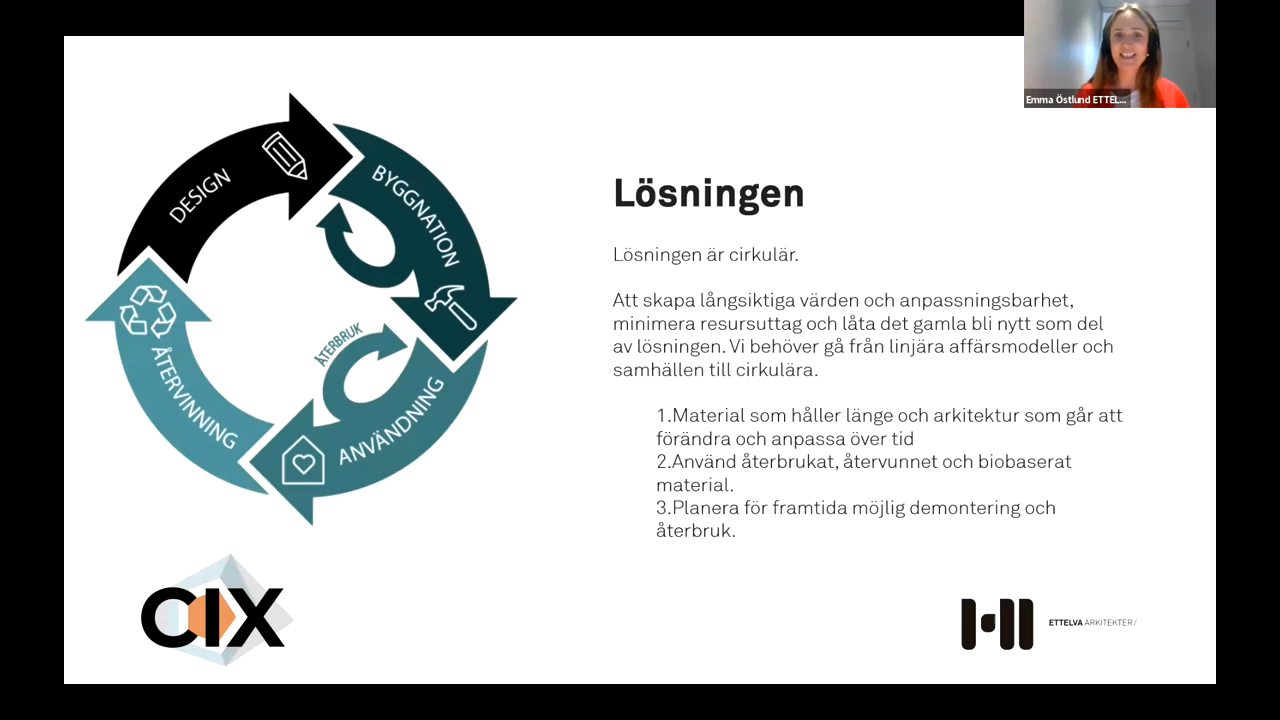 Emma Östlund ETTEL...
DESIGN
BYGGNATION
ÅTERBRUK
ANVÄNDNING
ÅTERVINNING
Lösningen
Lösningen är cirkulär.
Att skapa långsiktiga värden och anpassningsbarhet,
minimera resursuttag och låta det gamla bli nytt som del
av lösningen. Vi behöver gå från linjära affärsmodeller och
samhällen till cirkulära.
1.Material som håller länge och arkitektur som går att
förändra och anpassa över tid
2.Använd återbrukat, återvunnet och biobaserat
material.
3.Planera för framtida möjlig demontering och
återbruk.
CIX
ETTELVA ARKITEKTER /